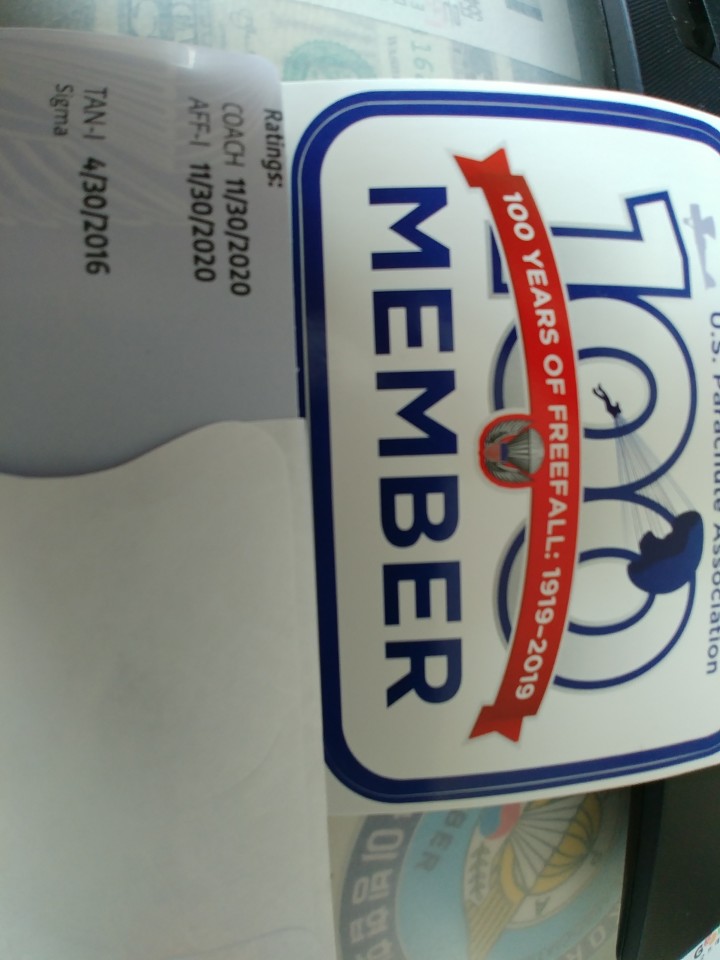 U.S. Parachute Association
100
100 YEARS OF FREEFALL: 1919-2019
MEMBER
Ratings:
COACH 11/30/2020
AFF-I 11/30/2020
TAN-I 4/30/2016
Sigma